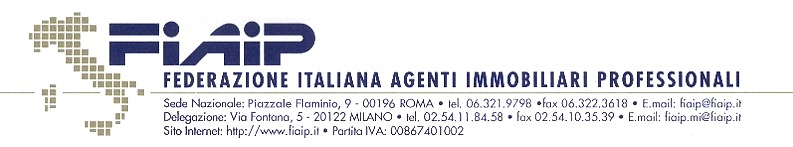 FIAIP
FEDERAZIONE ITALIANA AGENTI IMMOBILIARI PROFESSIONALI
Sede Nazionale: Piazzale Flaminio, 9 - 00196 ROMA • tel. 06.321.9798 •fax 06.322.3618 • E.mail: fiaip@fiaip.it
Delegazione: Via Fontana, 5 - 20122 MILANO • tel. 02.54.11.84.58 • fax 02.54.10.35.39 • E.mail: fiaip.mi@fiaip.it
Sito Internet: http://www.fiaip.it • Partita IVA: 00867401002